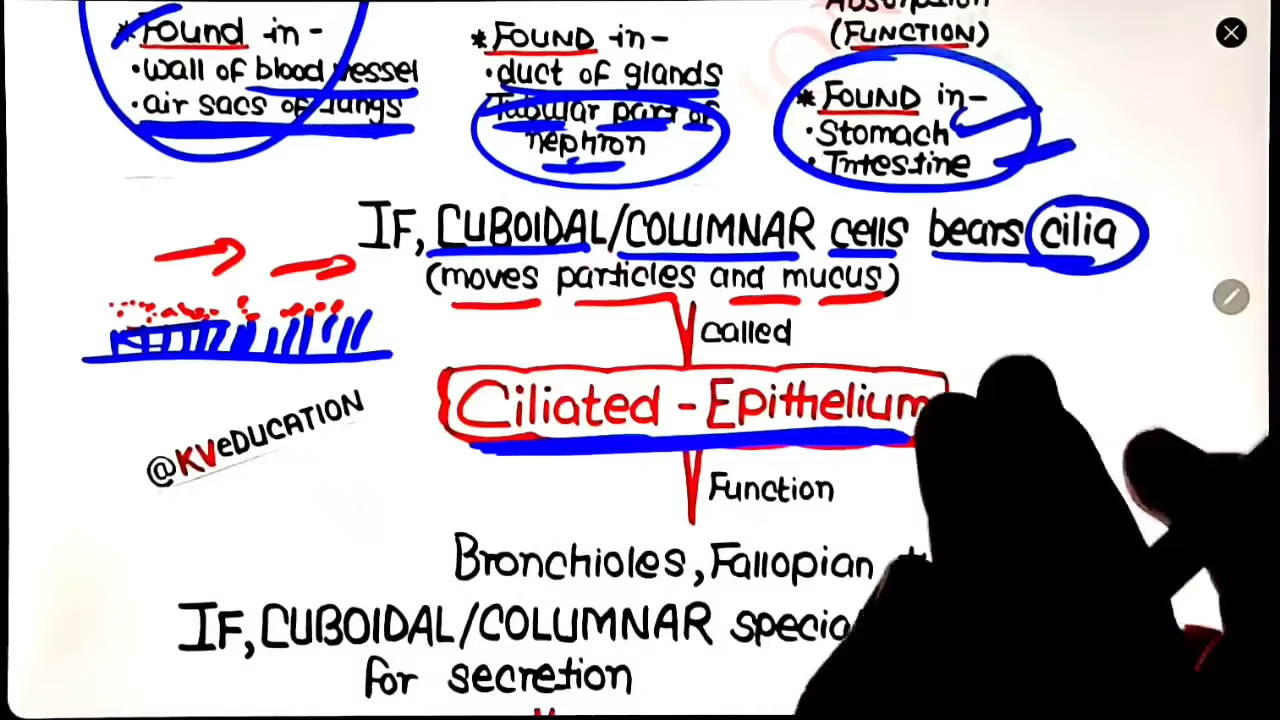 *Found in-
•wall of blood vessel
•air sacs of lungs
*FOUND in-
•duct of glands
Tubular part of
nephron
Absorption
(FUNCTION)
*FOUND in-
•Stomach
•Intestine
IF, CUBOIDAL/COLUMNAR cells bears cilia
(moves particles and mucus)
called
Ciliated - Epithelium
@KVeDUCATION
Function
Bronchioles, Fallopian
IF, CUBOIDAL/COLUMNAR
for secretion